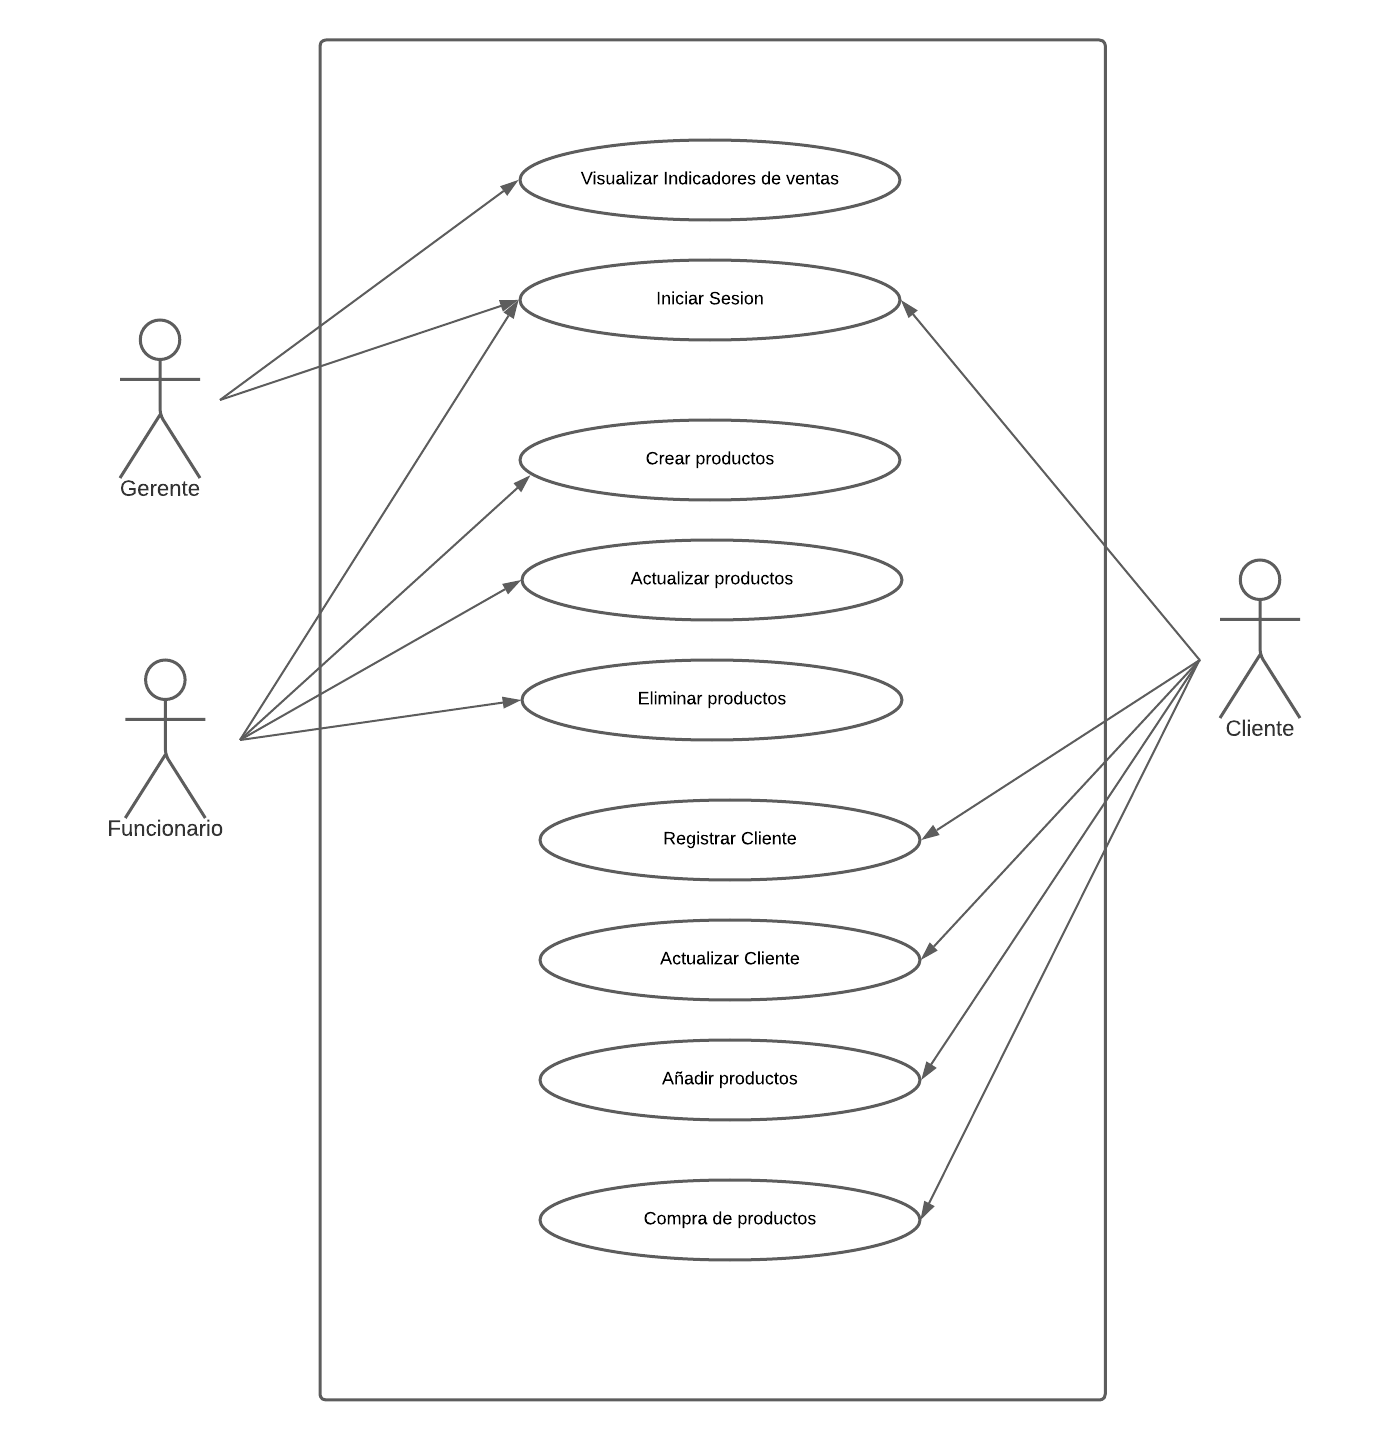 Visualizar Indicadores de ventas
Iniciar Sesion
Crear productos
Gerente
Actualizar productos
Eliminar productos
Cliente
Funcionario
Registrar Cliente
Actualizar Cliente
Añadir productos
Compra de productos